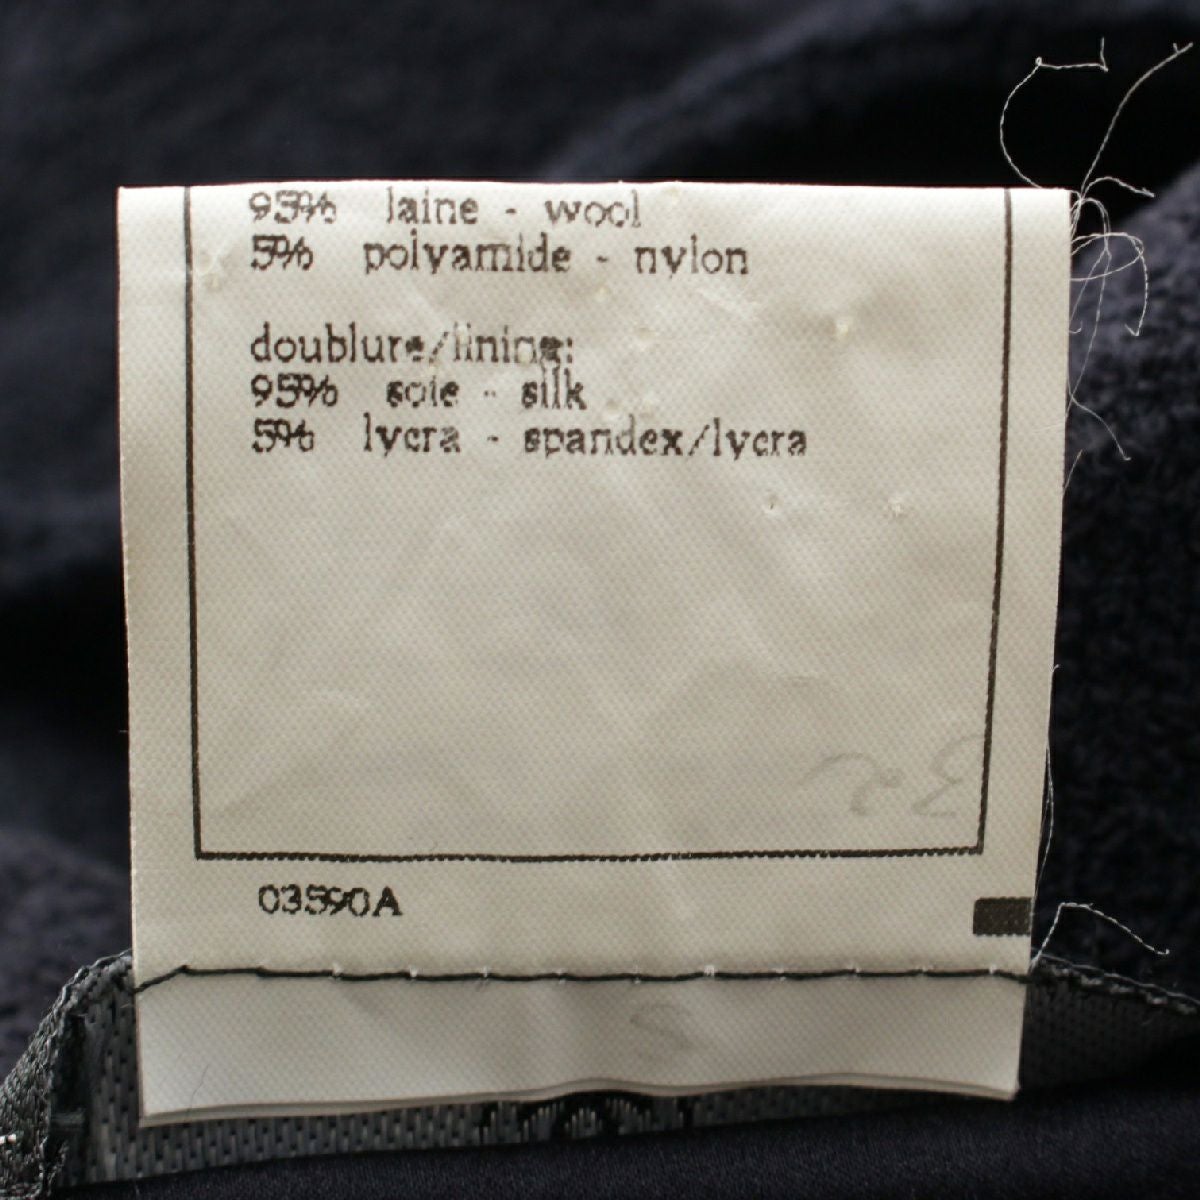 95% laine - wool
5% polyamide - nylon
doublure/lining:
95% soie - silk
5% lycra - spandex/lycra
03590A